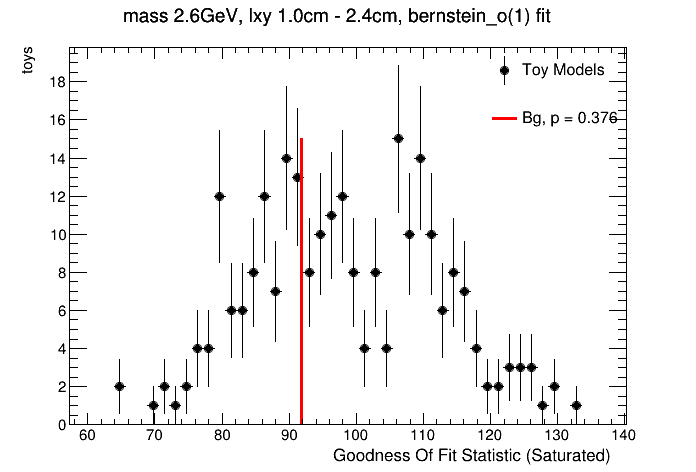 mass 2.6GeV, lxy 1.0cm - 2.4cm, bernstein_o(1) fit
toys
Toy Models
Bg, p = 0.376
18
16
14
12
10
8
6
4
2
0
60 70 80 90 100 110 120 130 140
Goodness Of Fit Statistic (Saturated)